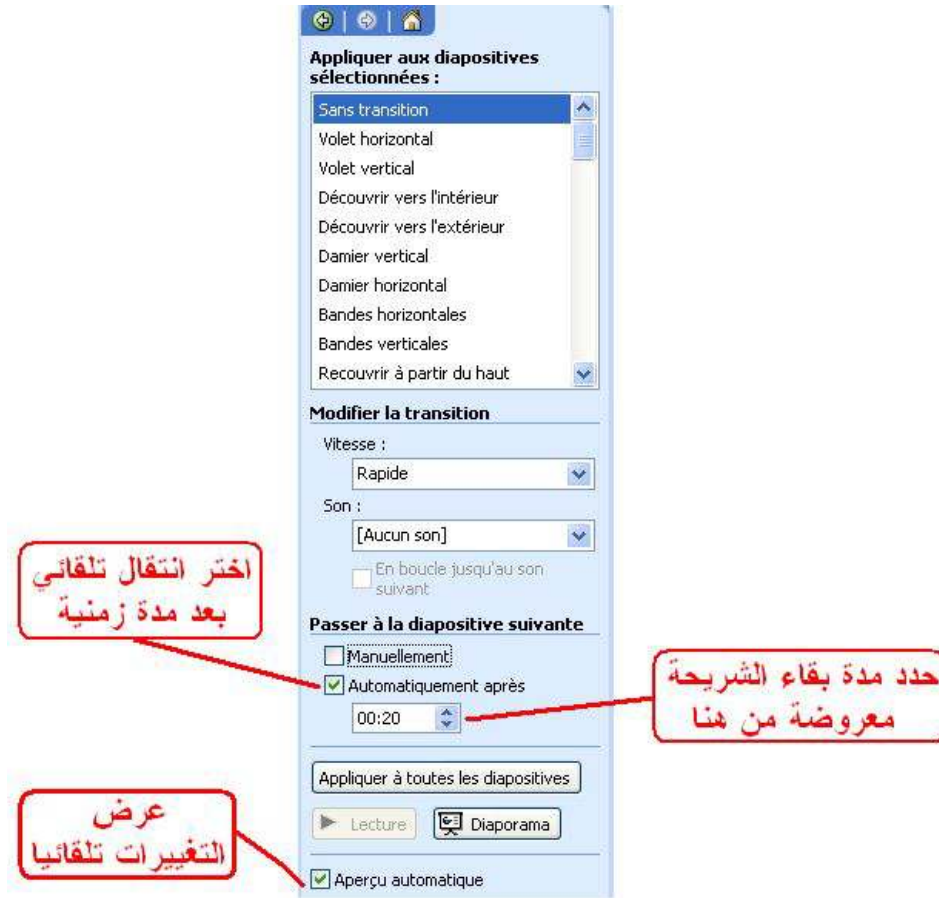 Appliquer aux diapositives
sélectionnées :
Sans transition
Volet horizontal
Volet vertical
Découvrir vers l'intérieur
Découvrir vers l'extérieur
Damier vertical
Damier horizontal
Bandes horizontales
Bandes verticales
Recouvrir à partir du haut
Modifier la transition
Vitesse :
Rapide
Son :
[Aucun son]
En boucle jusqu'au son
suivant
اختر انتقال تلقائي
بعد مدة زمنية
Passer à la diapositive suivante
Manuellement
Automatiquement après
00:20
حدد مدة بقاء الشريحة
معروضة من هنا
Appliquer à toutes les diapositives
Lecture
Diaporama
عرض
التغييرات تلقائيا
Aperçu automatique